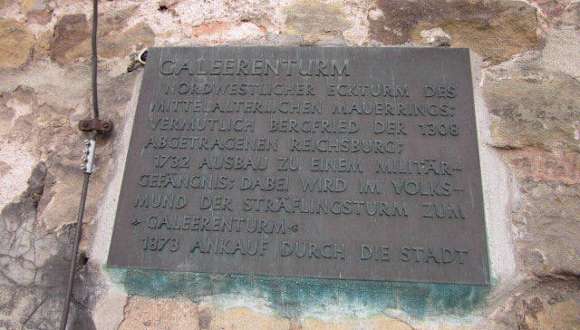 GALEERENTURM
NORDWESTLICHER ECKTURM DES
MITTELALTERLICHEN MAUERRINGS;
VERMUTLICH BERGFRIED DER 1308
ABGETRAGENEN REICHSBURG;
1732 AUSBAU ZU EINEM MILITÄR-
GEFÄNGNIS; DABEI WIRD IM VOLKS-
MUND DER STRÄFLINGSTURM ZUM
»GALEERENTURM«
1873 ANKAUF DURCH DIE STADT